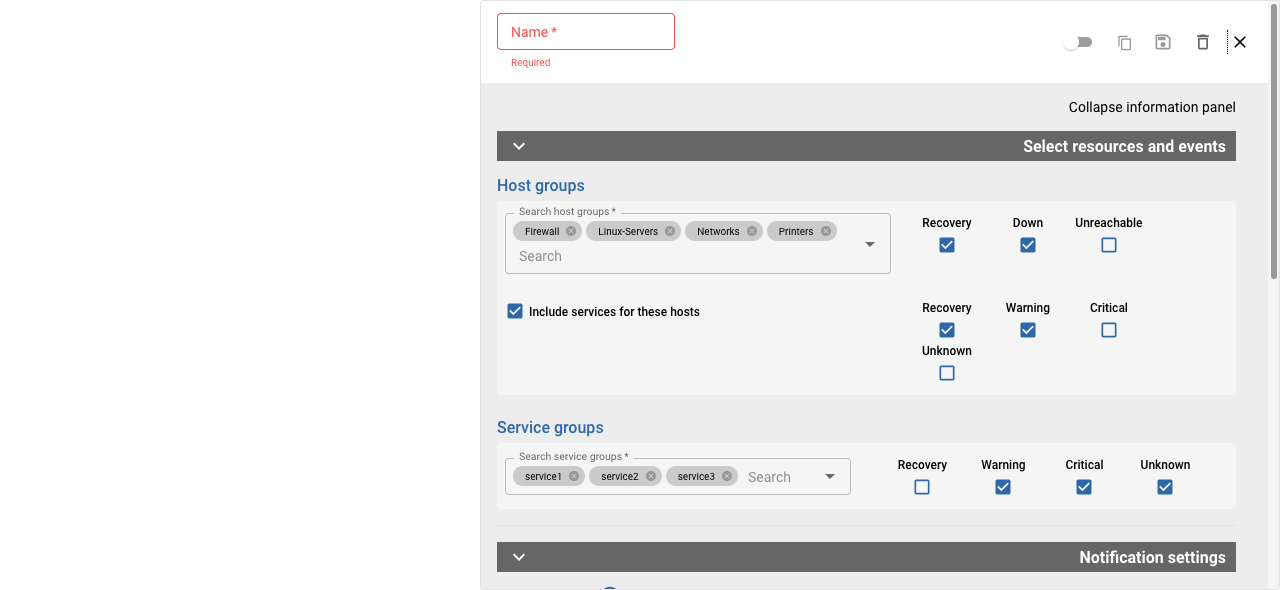 Name *
Required
Collapse information panel
Select resources and events
Host groups
Search host groups *
Firewall Linux-Servers Networks Printers
Search
Recovery Down Unreachable
Include services for these hosts
Recovery Warning Critical
Unknown
Service groups
Search service groups *
service1 service2 service3 Search
Recovery Warning Critical Unknown
Notification settings